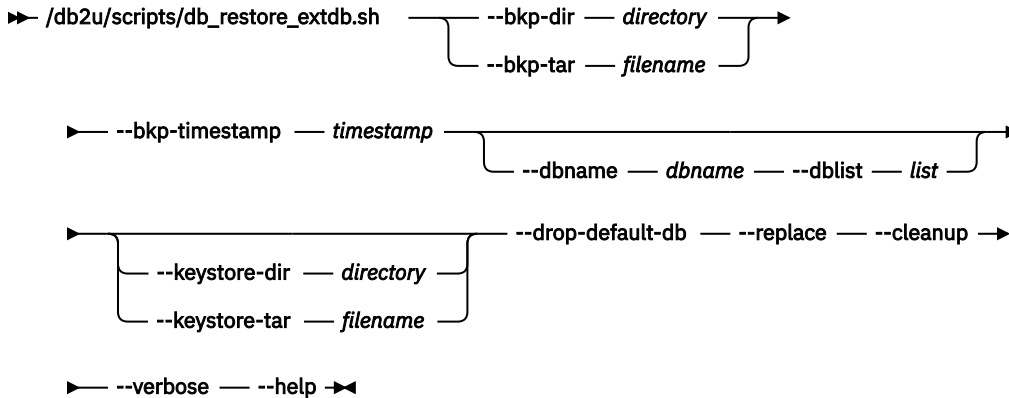 /db2u/scripts/db_restore_extdb.sh --bkp-dir directory
--bkp-tar filename
--bkp-timestamp timestamp
--dbname dbname --dblist list
--drop-default-db --replace --cleanup
--keystore-dir directory
--keystore-tar filename
--verbose --help